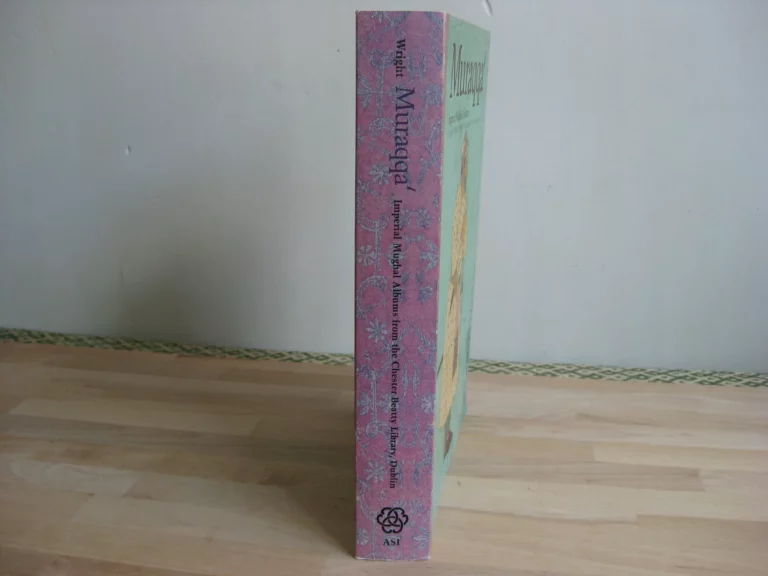 Wright
Muraqqa'
Imperial Mughal Albums from the Chester Beatty Library, Dublin
ASI
Muraqqa'